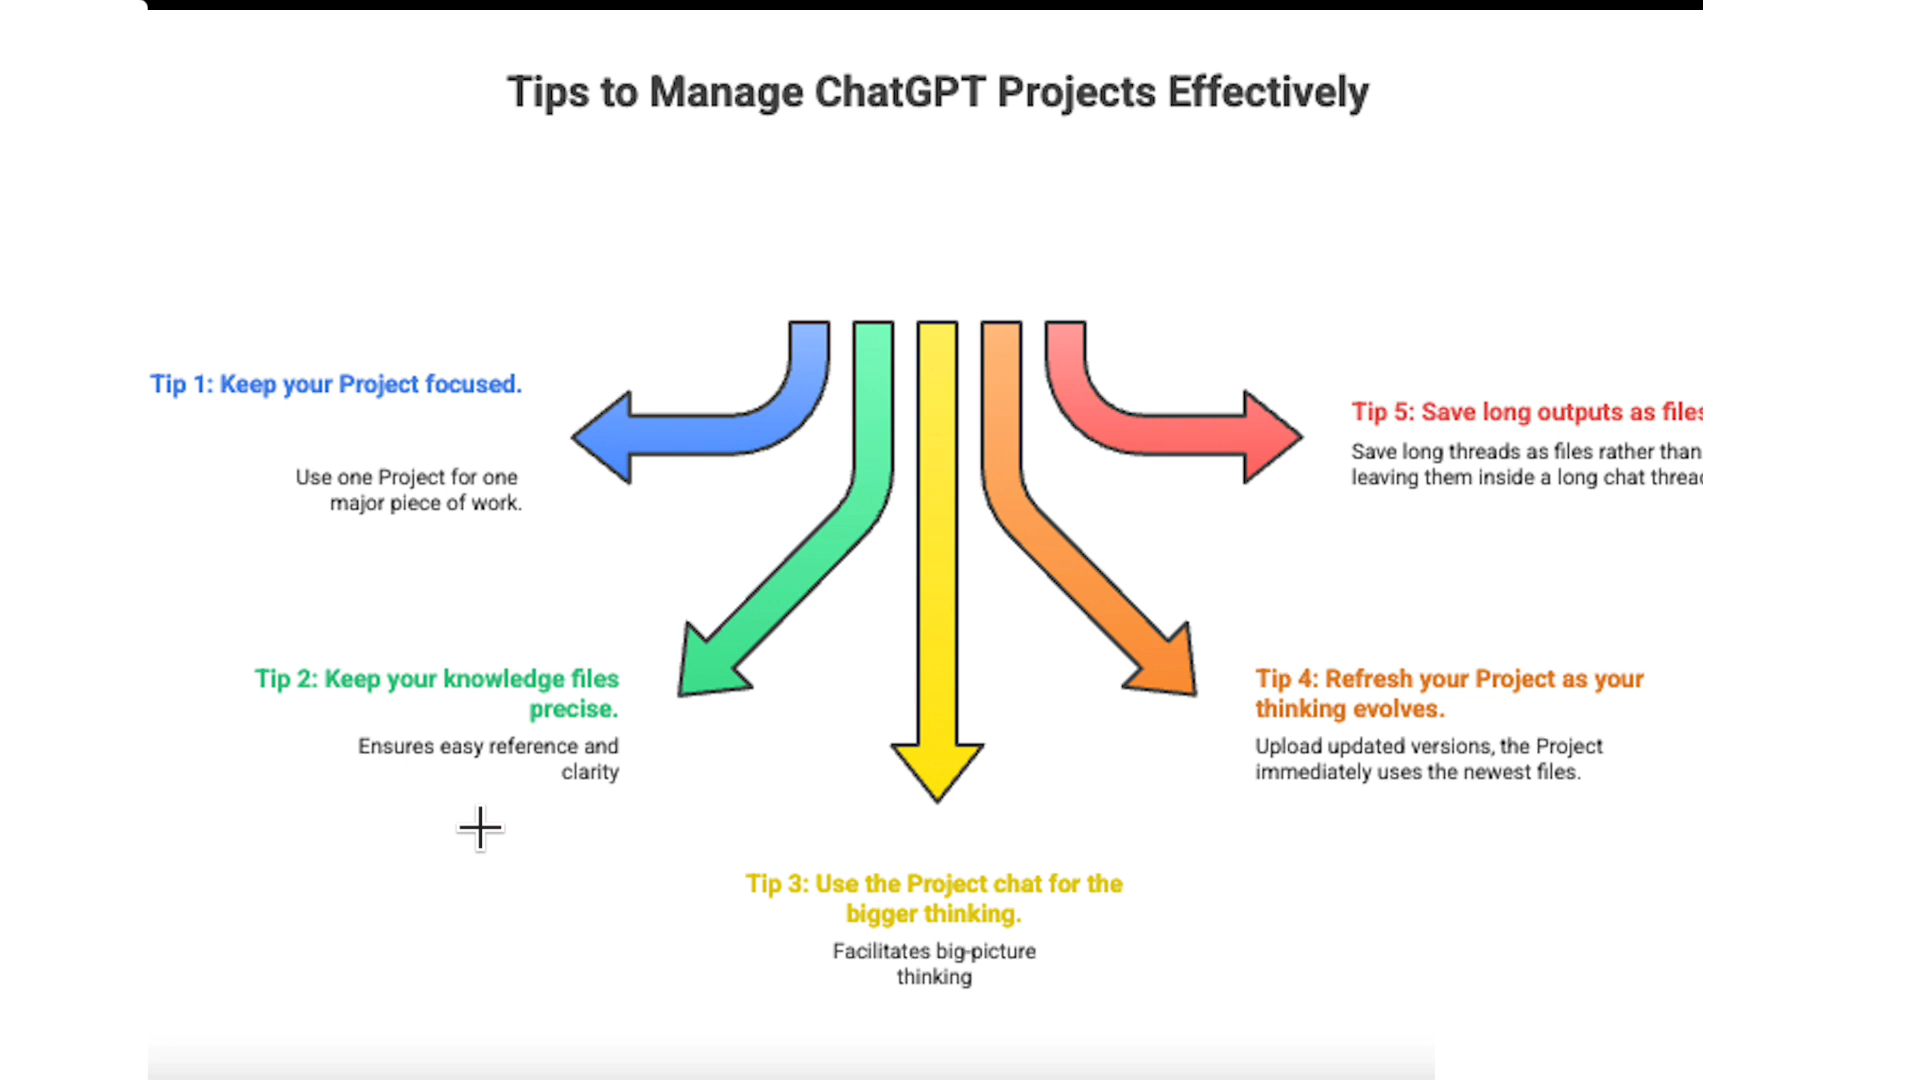 Tips to Manage ChatGPT Projects Effectively
Tip 1: Keep your Project focused.
Use one Project for one
major piece of work.
Tip 2: Keep your knowledge files
precise.
Ensures easy reference and
clarity
Tip 3: Use the Project chat for the
bigger thinking.
Facilitates big-picture
thinking
Tip 4: Refresh your Project as your
thinking evolves.
Upload updated versions, the Project
immediately uses the newest files.
Tip 5: Save long outputs as files
Save long threads as files rather than
leaving them inside a long chat